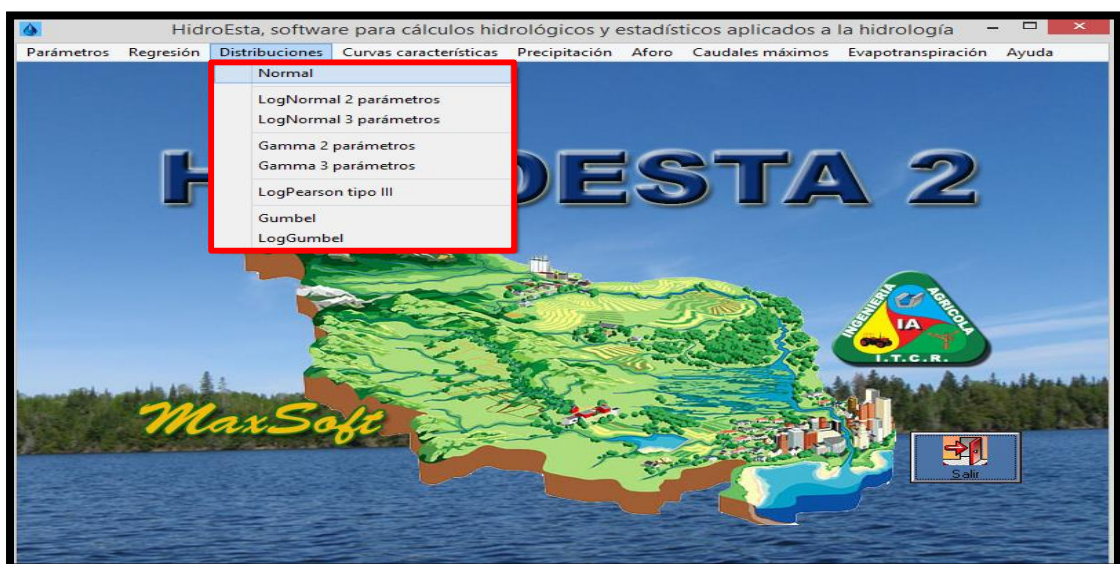 HidroEsta, software para cálculos hidrológicos y estadísticos aplicados a la hidrología
Parámetros Regresión Distribuciones Curvas características Precipitación Aforo Caudales máximos Evapotranspiración Ayuda
Normal
LogNormal 2 parámetros
LogNormal 3 parámetros
Gamma 2 parámetros
Gamma 3 parámetros
LogPearson tipo III
Gumbel
LogGumbel
H OESTA 2
INGENIERIA AGRICOLA
IA
I.T.C.R.
MaxSoft
Salir